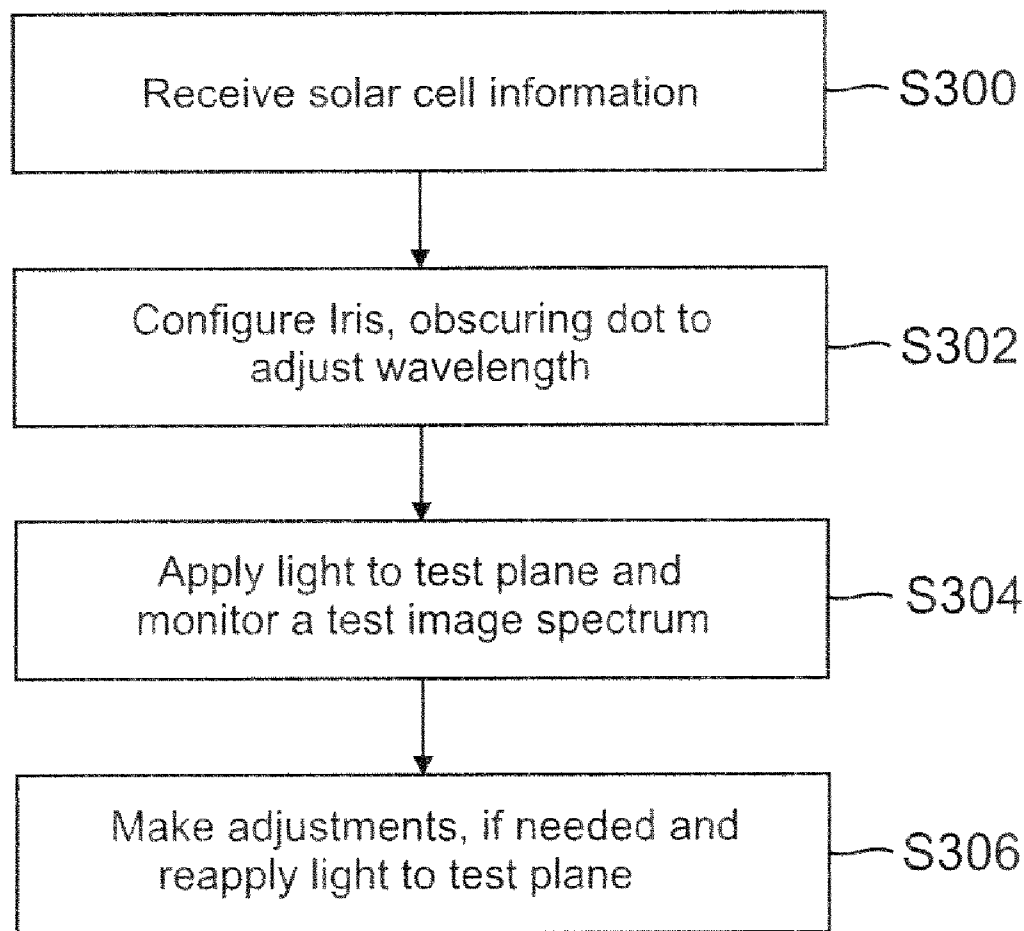 Receive solar cell information
S300
Configure Iris, obscuring dot to
adjust wavelength
S302
Apply light to test plane and
monitor a test image spectrum
S304
Make adjustments, if needed and
reapply light to test plane
S306